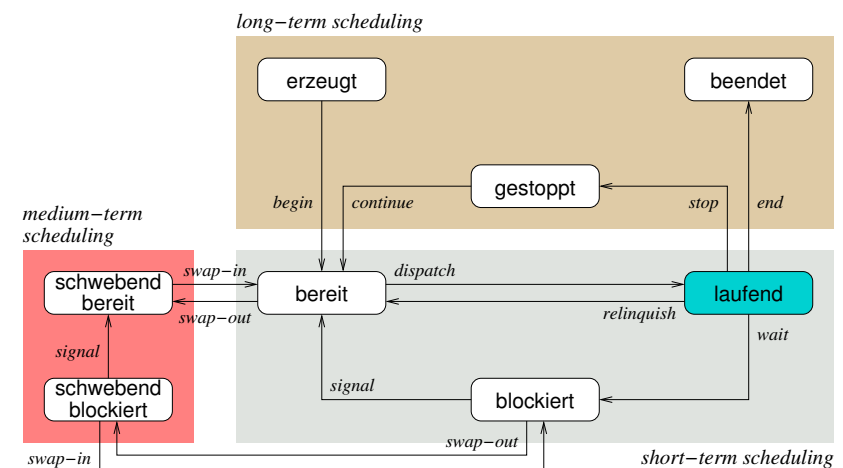 long−term scheduling
erzeugt
beendet
gestoppt
begin
continue
stop
end
medium−term
scheduling
swap-in
dispatch
schwebend
bereit
bereit
laufend
swap−out
relinquish
wait
signal
signal
schwebend
blockiert
blockiert
swap−out
swap−in
short−term scheduling